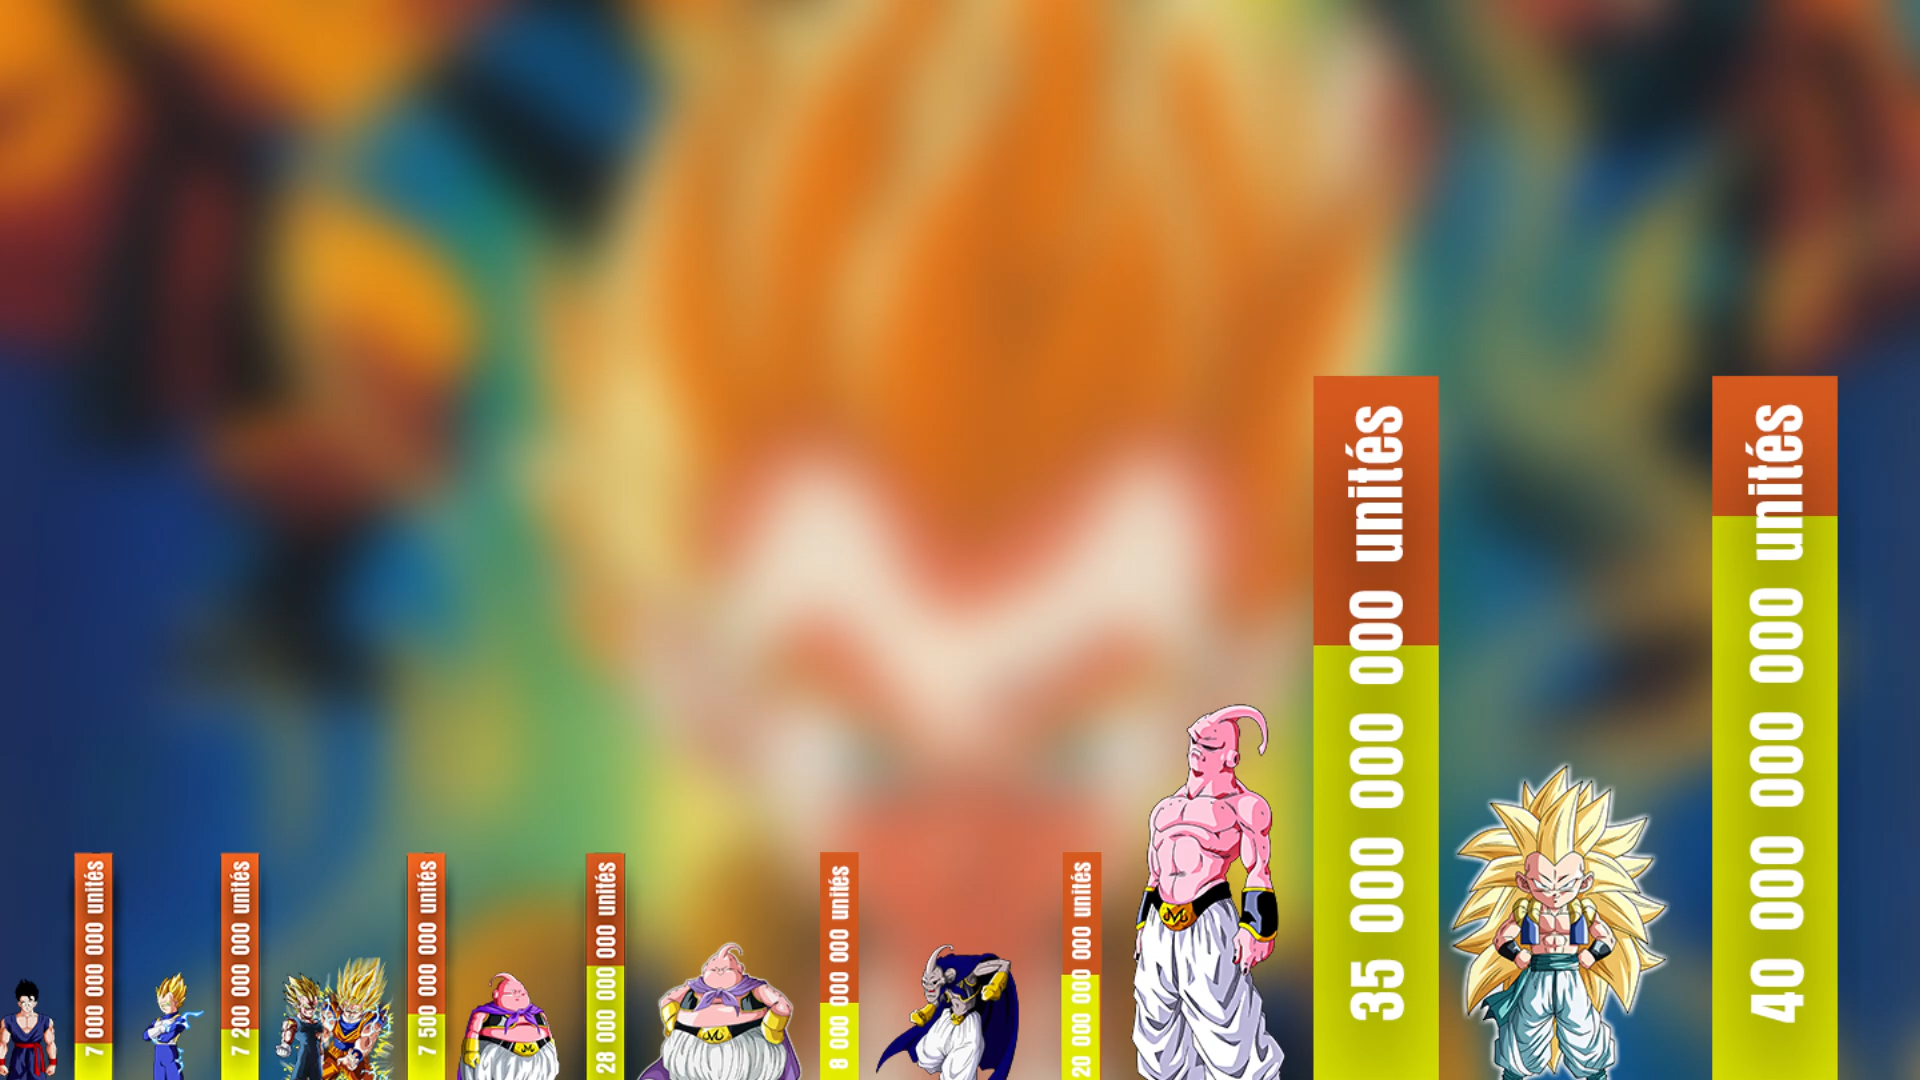 7 000 000 000 unités
7 200 000 000 unités
7 500 000 000 unités
28 000 000 000 unités
8 000 000 000 unités
20 000 000 000 unités
35 000 000 000 unités
40 000 000 000 unités